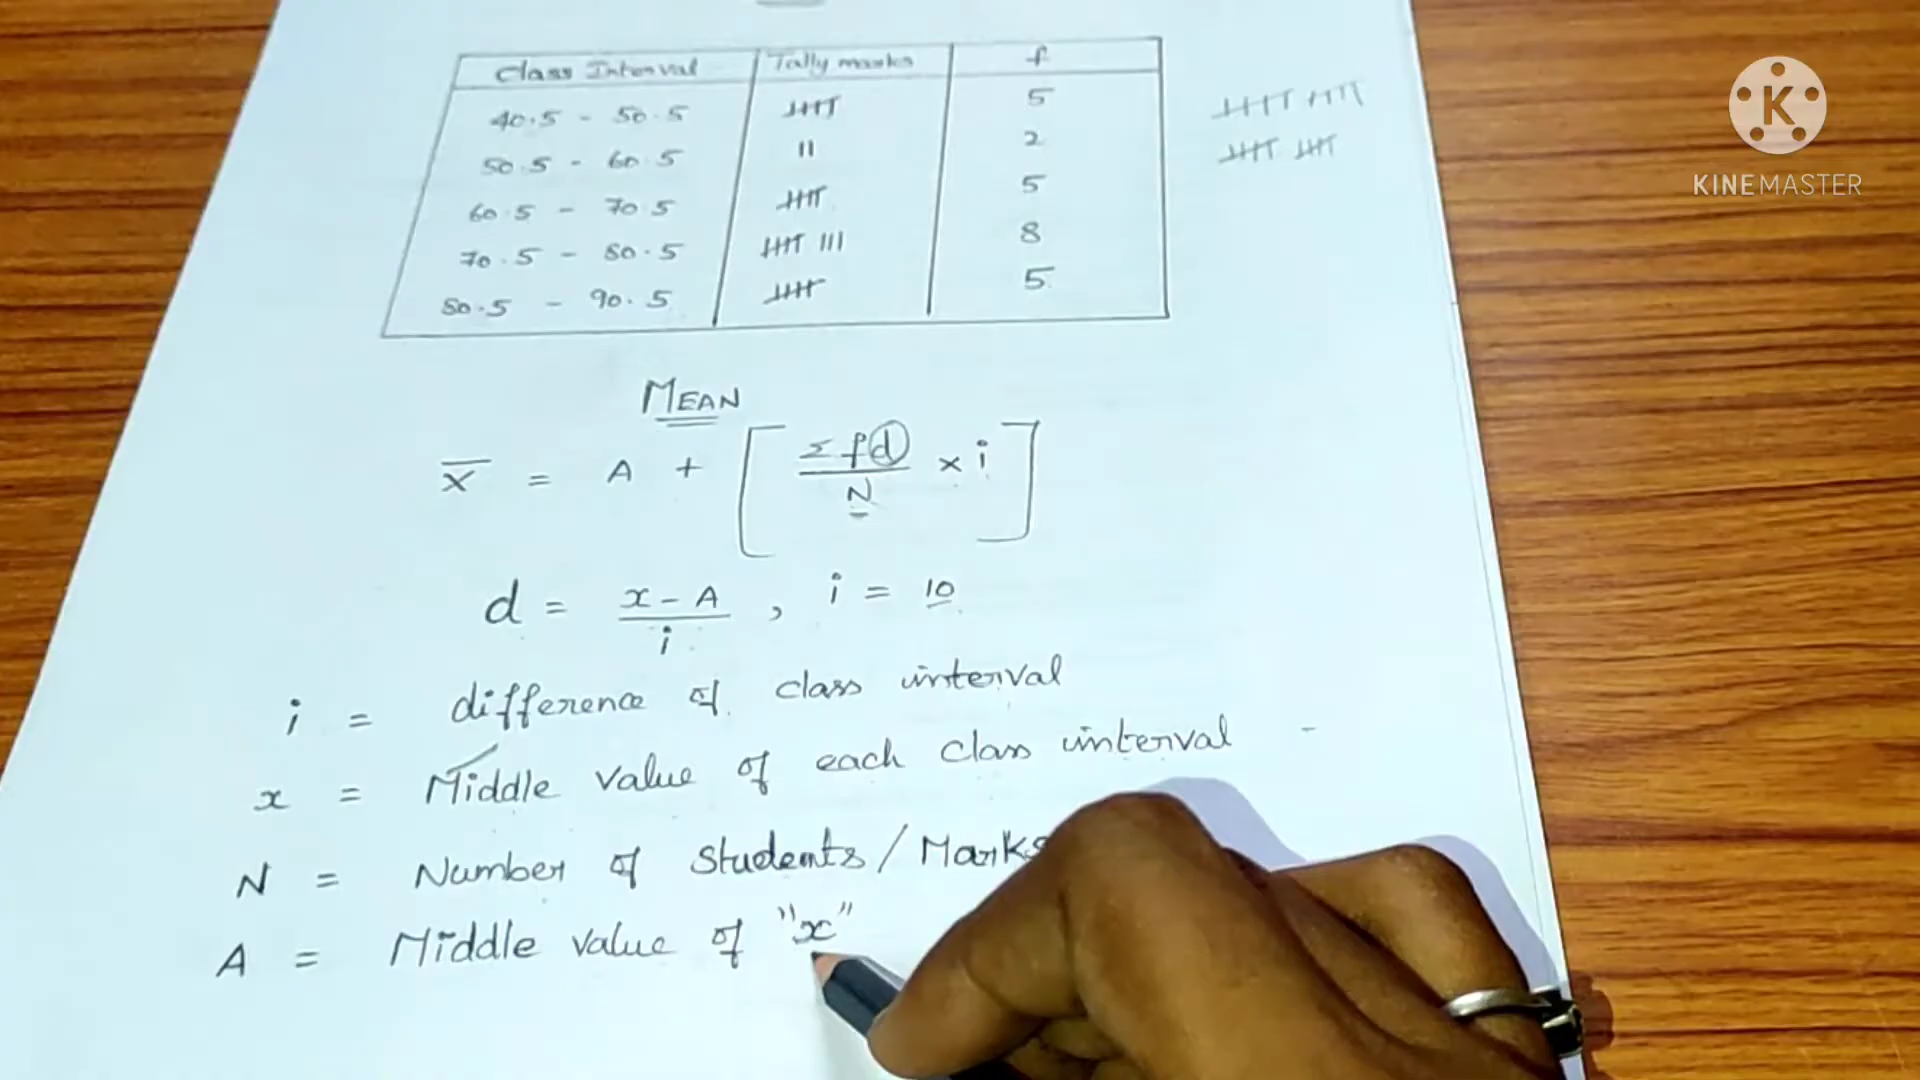 Class Interval Tally marks f
40.5 - 50.5 5
50.5 - 60.5 || 2
60.5 - 70.5 5
70.5 - 80.5 8
80.5 - 90.5 5
KINEMASTER
MEAN
x̄ = A + [ Σfd / N × i ]
d = x - A / i , i = 10
i = difference of class interval
x = Middle value of each class interval -
N = Number of Students / Marks
A = Middle value of "x"